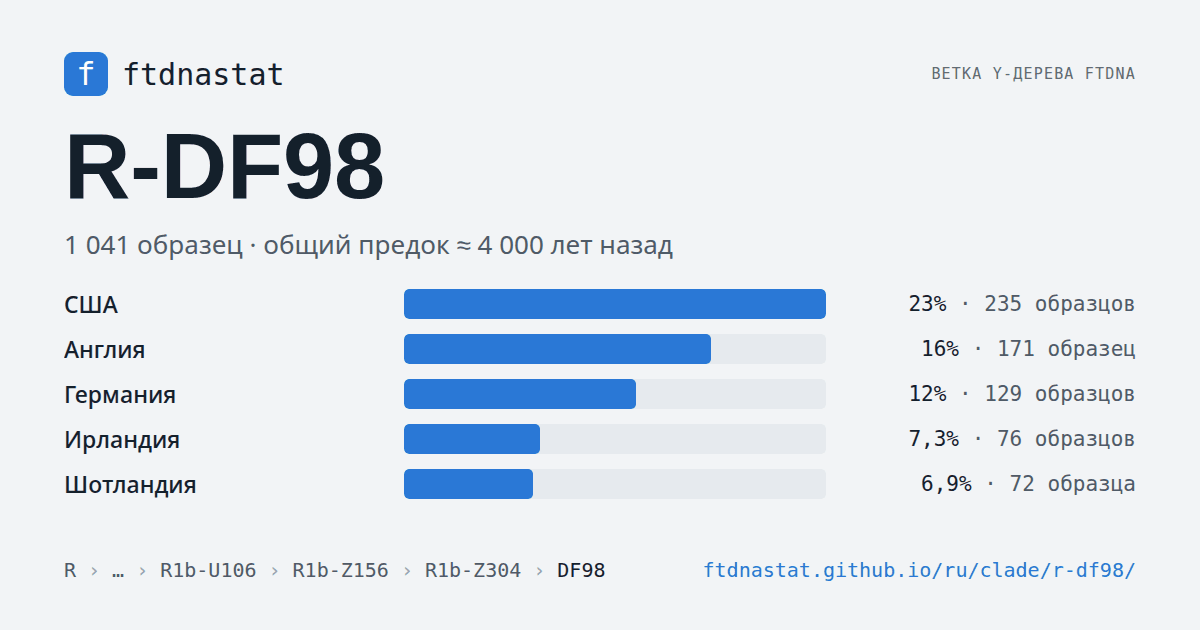 f ftdnastat
ВЕТКА Y-ДЕРЕВА FTDNA
R-DF98
1 041 образец · общий предок ≈ 4 000 лет назад
США 23% · 235 образцов
Англия 16% · 171 образец
Германия 12% · 129 образцов
Ирландия 7,3% · 76 образцов
Шотландия 6,9% · 72 образца
R › … › R1b-U106 › R1b-Z156 › R1b-Z304 › DF98
ftdnastat.github.io/ru/clade/r-df98/